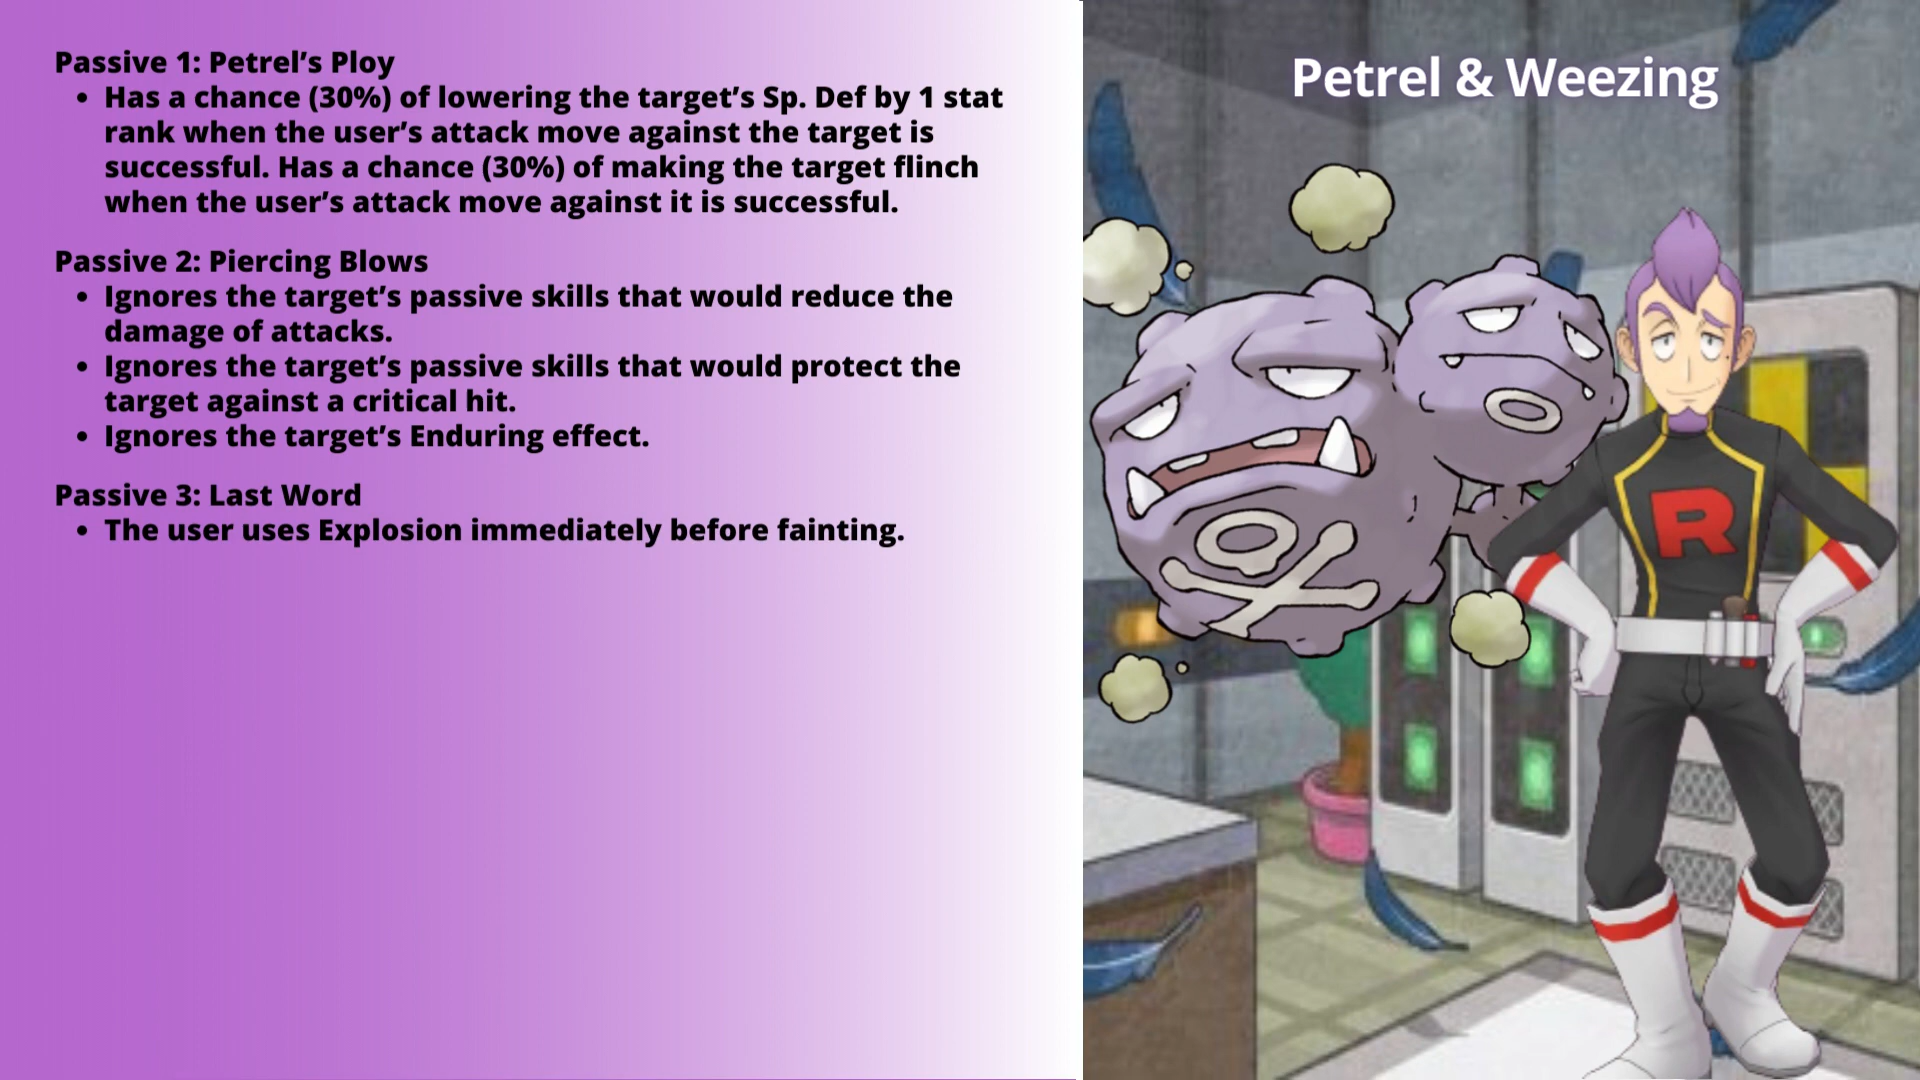 Passive 1: Petrel’s Ploy
• Has a chance (30%) of lowering the target’s Sp. Def by 1 stat
rank when the user’s attack move against the target is
successful. Has a chance (30%) of making the target flinch
when the user’s attack move against it is successful.
Passive 2: Piercing Blows
• Ignores the target’s passive skills that would reduce the
damage of attacks.
• Ignores the target’s passive skills that would protect the
target against a critical hit.
• Ignores the target’s Enduring effect.
Passive 3: Last Word
• The user uses Explosion immediately before fainting.
Petrel & Weezing
R